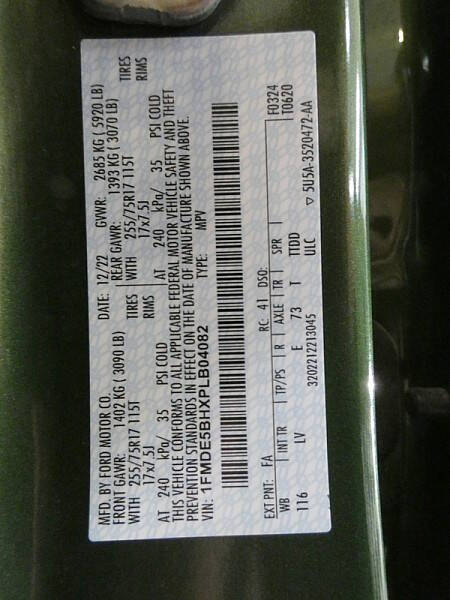 MFD. BY FORD MOTOR CO.
DATE: 12/22 GVWR: 2685 KG ( 5920 LB)
FRONT GAWR: 1402 KG ( 3090 LB) REAR GAWR: 1393 KG ( 3070 LB)
WITH 255/75R17 115T TIRES WITH 255/75R17 115T TIRES
17x7.5J RIMS 17x7.5J RIMS
AT 240 kPa/ 35 PSI COLD AT 240 kPa/ 35 PSI COLD
THIS VEHICLE CONFORMS TO ALL APPLICABLE FEDERAL MOTOR VEHICLE SAFETY AND THEFT
PREVENTION STANDARDS IN EFFECT ON THE DATE OF MANUFACTURE SHOWN ABOVE.
VIN: 1FMDE5BHXPLB04082 TYPE: MPV
F0324
T0620
EXT PNT: FA RC: 41 DSO:
WB INT TR TP/PS R AXLE TR SPR
116 LV E 73 T TTDD
ULC
▽ 5U5A-3520472-AA
3202212213045